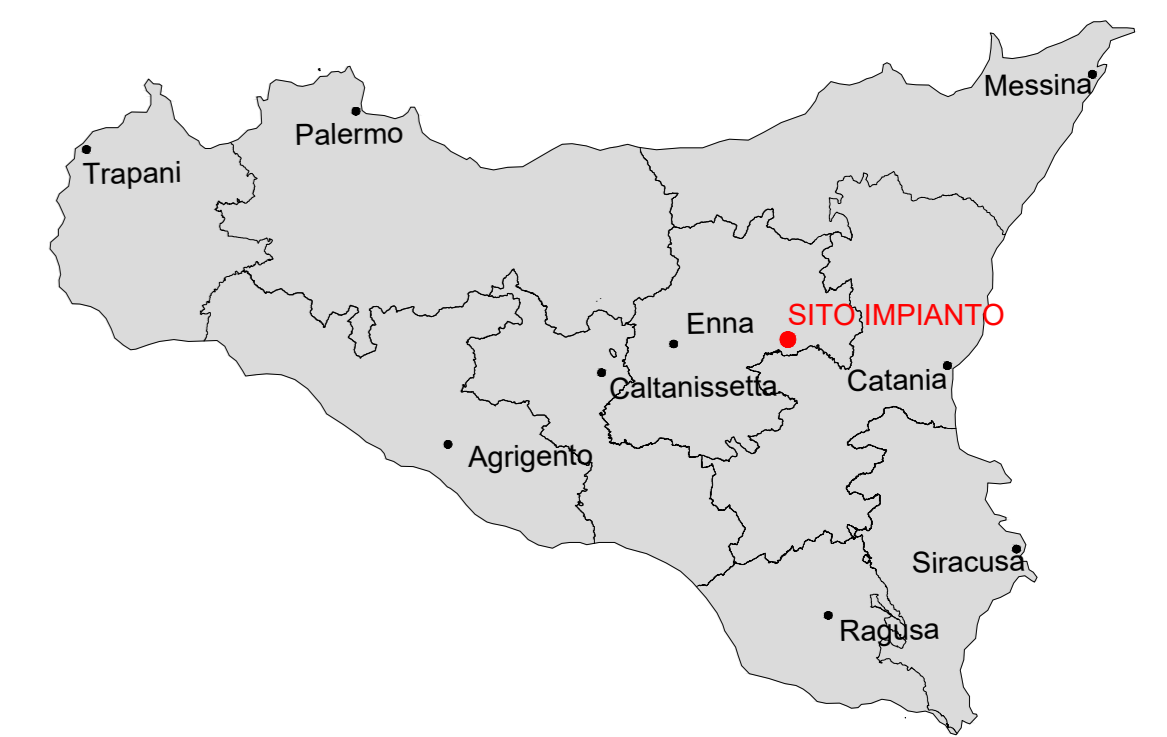 Messina
Palermo
Trapani
SITO IMPIANTO
Enna
Catania
Caltanissetta
Agrigento
Siracusa
Ragusa